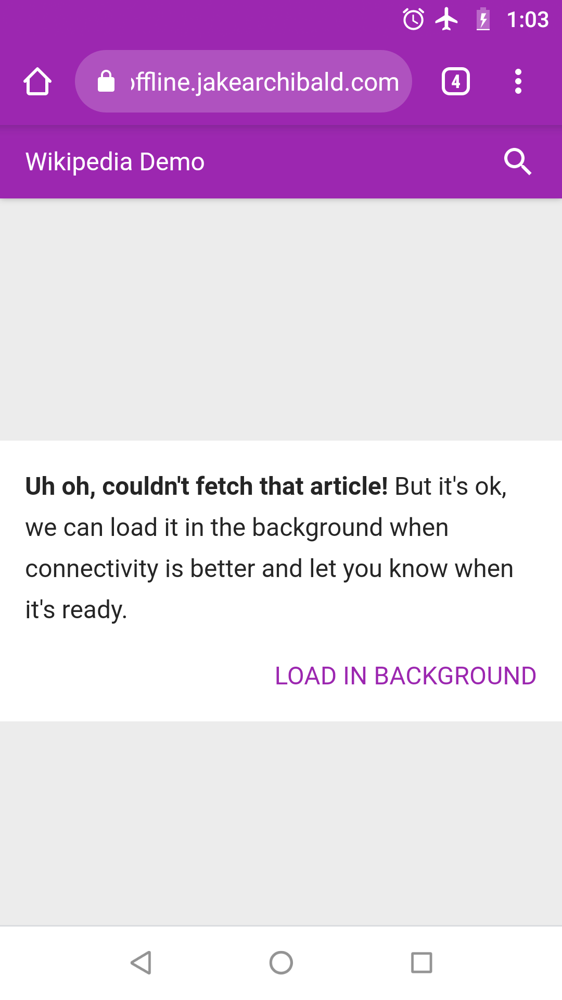 1:03
offline.jakearchibald.com
4
Wikipedia Demo
Uh oh, couldn't fetch that article! But it's ok,
we can load it in the background when
connectivity is better and let you know when
it's ready.
LOAD IN BACKGROUND